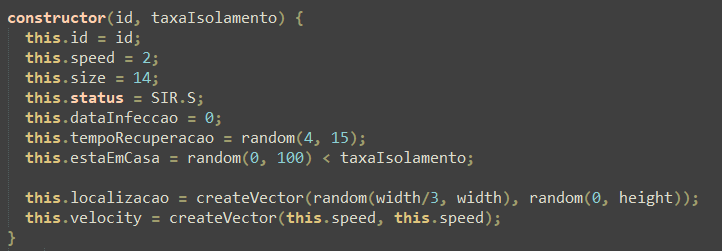 constructor(id, taxaIsolamento) {
this.id = id;
this.speed = 2;
this.size = 14;
this.status = SIR.S;
this.dataInfeccao = 0;
this.tempoRecuperacao = random(4, 15);
this.estaEmCasa = random(0, 100) < taxaIsolamento;
this.localizacao = createVector(random(width/3, width), random(0, height));
this.velocity = createVector(this.speed, this.speed);
}